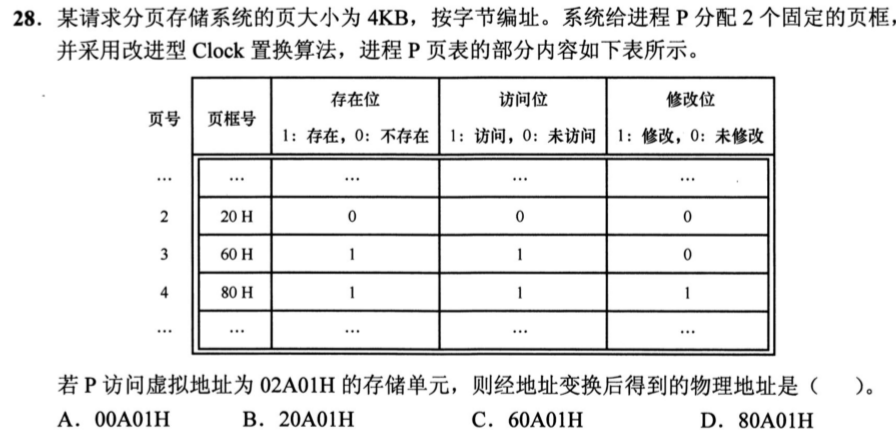 28. 某请求分页存储系统的页大小为 4KB，按字节编址。系统给进程 P 分配 2 个固定的页框，
并采用改进型 Clock 置换算法，进程 P 页表的部分内容如下表所示。
页号 页框号 存在位 访问位 修改位
1：存在，0：不存在 1：访问，0：未访问 1：修改，0：未修改
… … … … …
2 20 H 0 0 0
3 60 H 1 1 0
4 80 H 1 1 1
… … … … …
若 P 访问虚拟地址为 02A01H 的存储单元，则经地址变换后得到的物理地址是（ ）。
A. 00A01H B. 20A01H C. 60A01H D. 80A01H